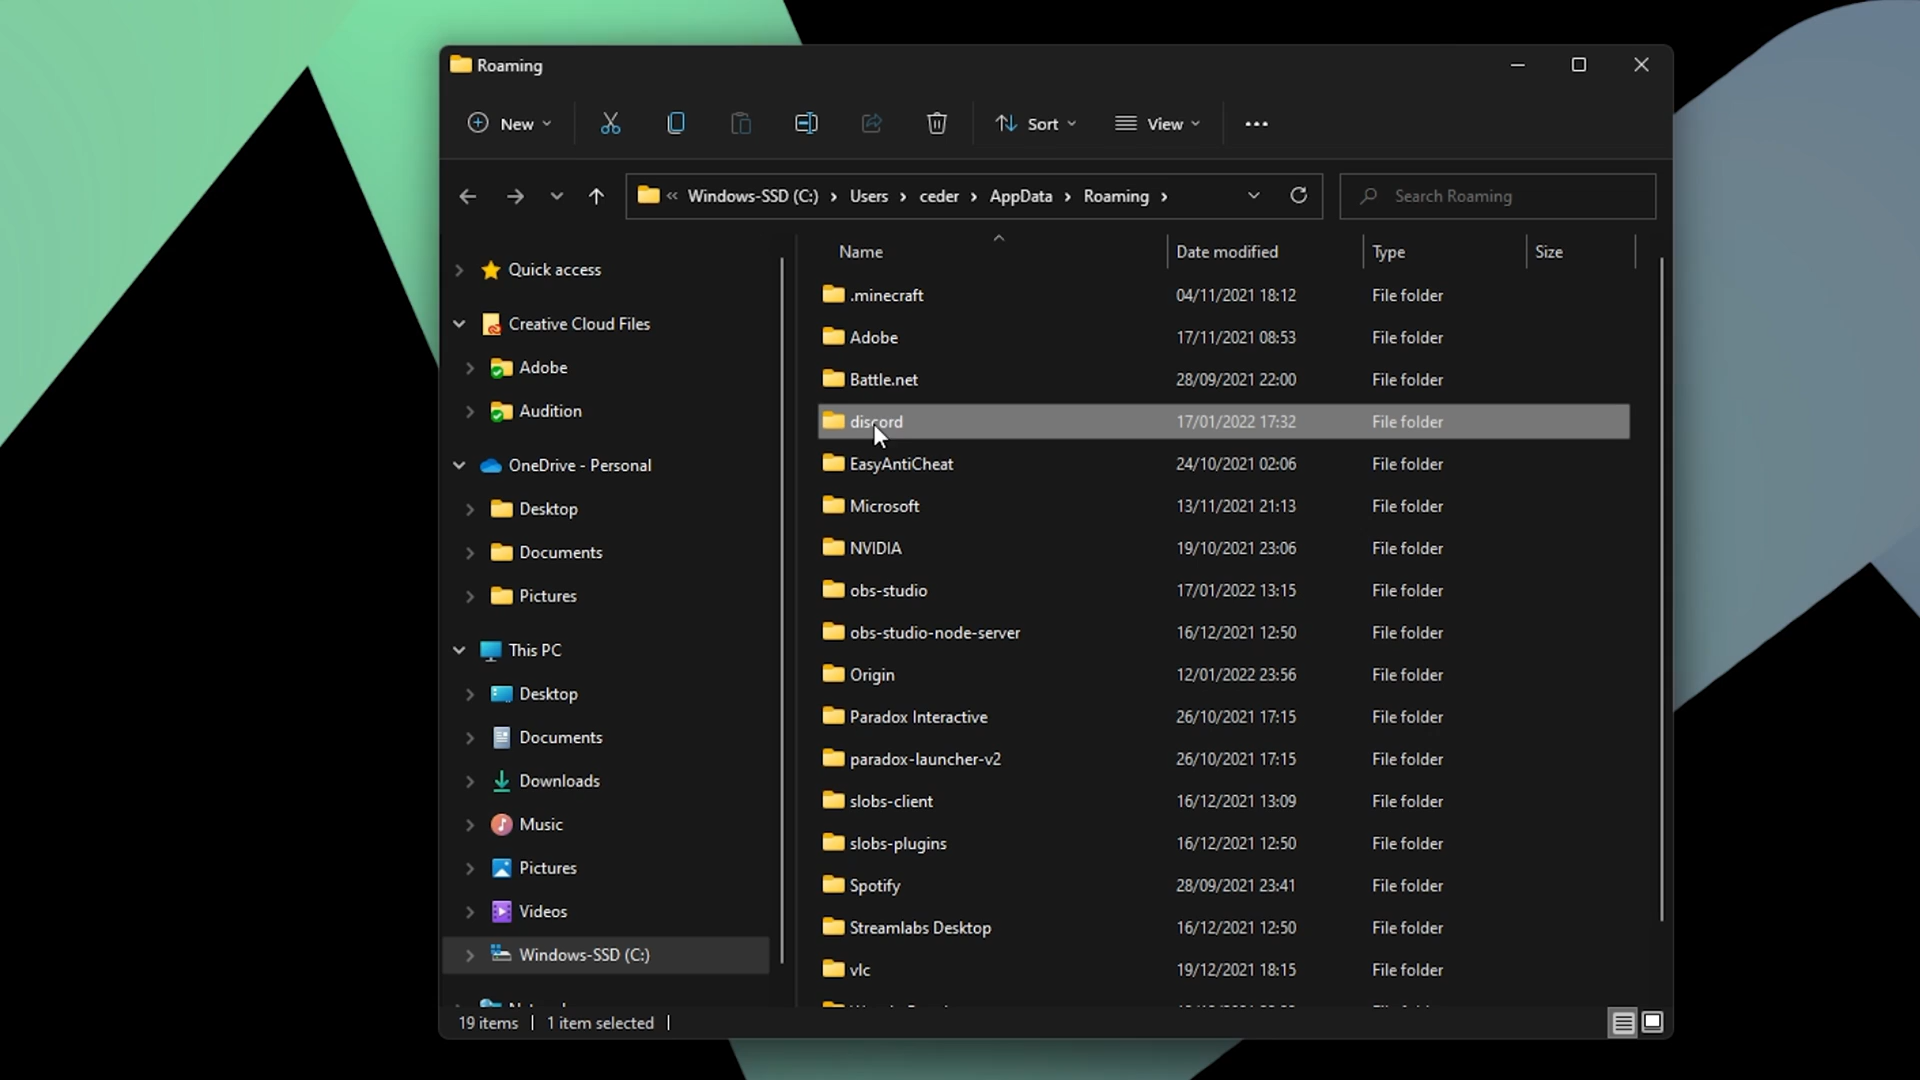 Roaming
New
Sort
View
« Windows-SSD (C:) › Users › ceder › AppData › Roaming ›
Search Roaming
Name Date modified Type Size
Quick access
Creative Cloud Files
Adobe
Audition
OneDrive - Personal
Desktop
Documents
Pictures
This PC
Desktop
Documents
Downloads
Music
Pictures
Videos
Windows-SSD (C:)
.minecraft 04/11/2021 18:12 File folder
Adobe 17/11/2021 08:53 File folder
Battle.net 28/09/2021 22:00 File folder
discord 17/01/2022 17:32 File folder
EasyAntiCheat 24/10/2021 02:06 File folder
Microsoft 13/11/2021 21:13 File folder
NVIDIA 19/10/2021 23:06 File folder
obs-studio 17/01/2022 13:15 File folder
obs-studio-node-server 16/12/2021 12:50 File folder
Origin 12/01/2022 23:56 File folder
Paradox Interactive 26/10/2021 17:15 File folder
paradox-launcher-v2 26/10/2021 17:15 File folder
slobs-client 16/12/2021 13:09 File folder
slobs-plugins 16/12/2021 12:50 File folder
Spotify 28/09/2021 23:41 File folder
Streamlabs Desktop 16/12/2021 12:50 File folder
vlc 19/12/2021 18:15 File folder
19 items | 1 item selected |